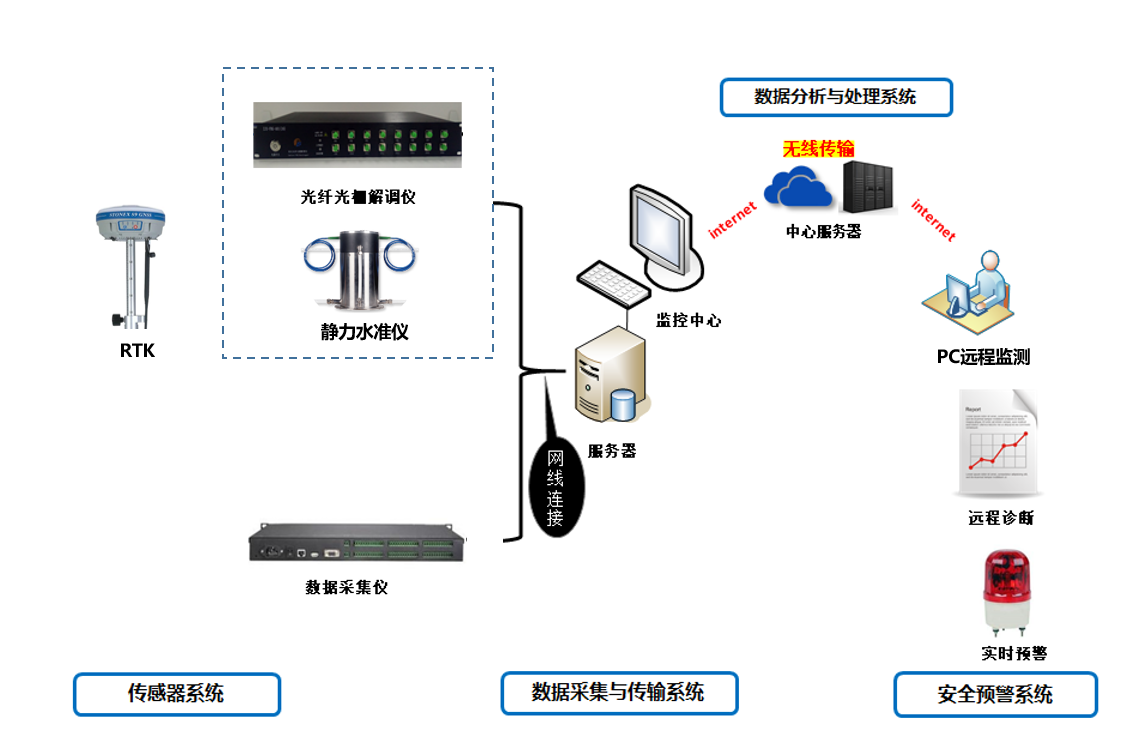 数据分析与处理系统
无线传输
internet
internet
中心服务器
光纤光栅解调仪
STONEX S9 GNSS
静力水准仪
RTK
监控中心
PC远程监测
服务器
网线连接
Report
远程诊断
数据采集仪
实时预警
传感器系统
数据采集与传输系统
安全预警系统